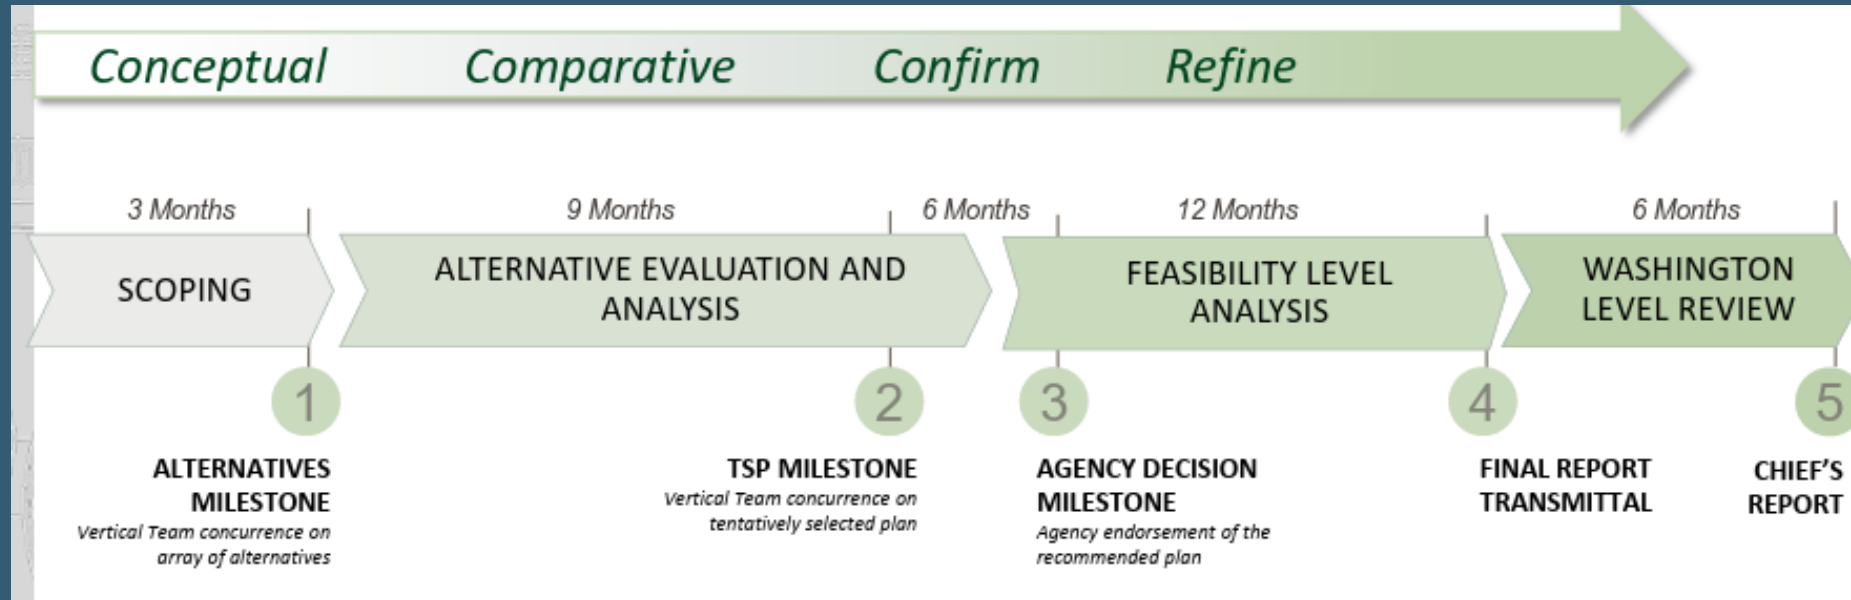 Conceptual Comparative Confirm Refine
3 Months 9 Months 6 Months 12 Months 6 Months
SCOPING
ALTERNATIVE EVALUATION AND
ANALYSIS
FEASIBILITY LEVEL
ANALYSIS
WASHINGTON
LEVEL REVIEW
1 2 3 4 5
ALTERNATIVES
MILESTONE
Vertical Team concurrence on
array of alternatives
TSP MILESTONE
Vertical Team concurrence on
tentatively selected plan
AGENCY DECISION
MILESTONE
Agency endorsement of the
recommended plan
FINAL REPORT
TRANSMITTAL
CHIEF'S
REPORT